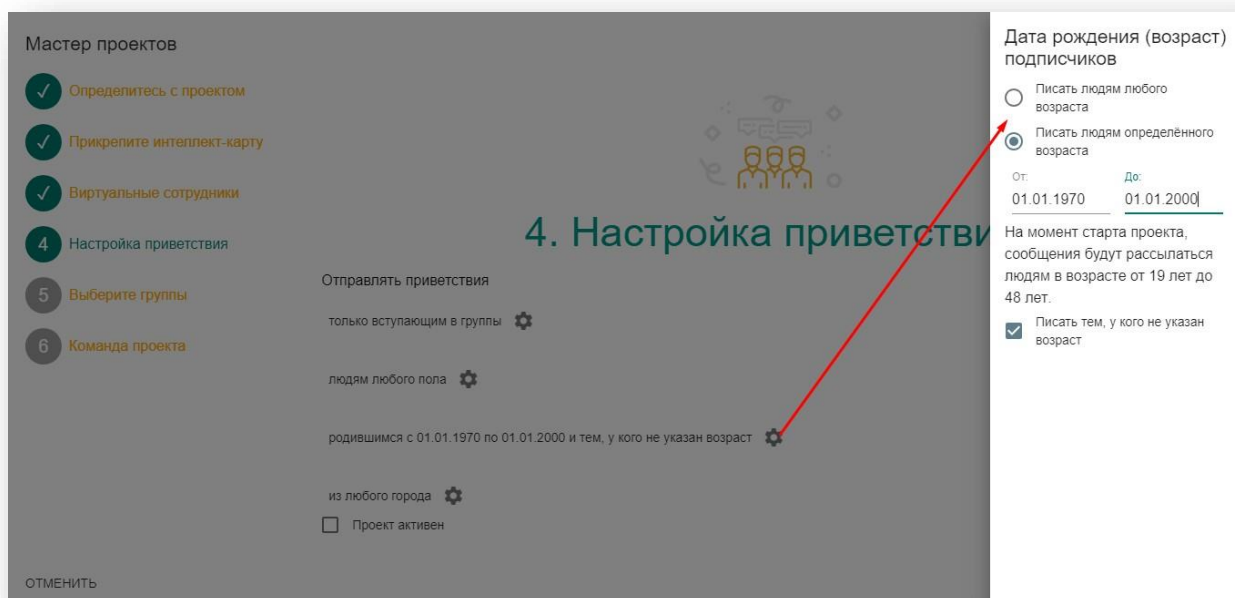 Мастер проектов
Определитесь с проектом
Прикрепите интеллект-карту
Виртуальные сотрудники
4 Настройка приветствия
5 Выберите группы
6 Команда проекта
ОТМЕНИТЬ
4. Настройка приветстви
Отправлять приветствия
только вступающим в группы
людям любого пола
родившимся с 01.01.1970 по 01.01.2000 и тем, у кого не указан возраст
из любого города
Проект активен
Дата рождения (возраст)
подписчиков
Писать людям любого
возраста
Писать людям определённого
возраста
От: До:
01.01.1970 01.01.2000
На момент старта проекта,
сообщения будут рассылаться
людям в возрасте от 19 лет до
48 лет.
Писать тем, у кого не указан
возраст